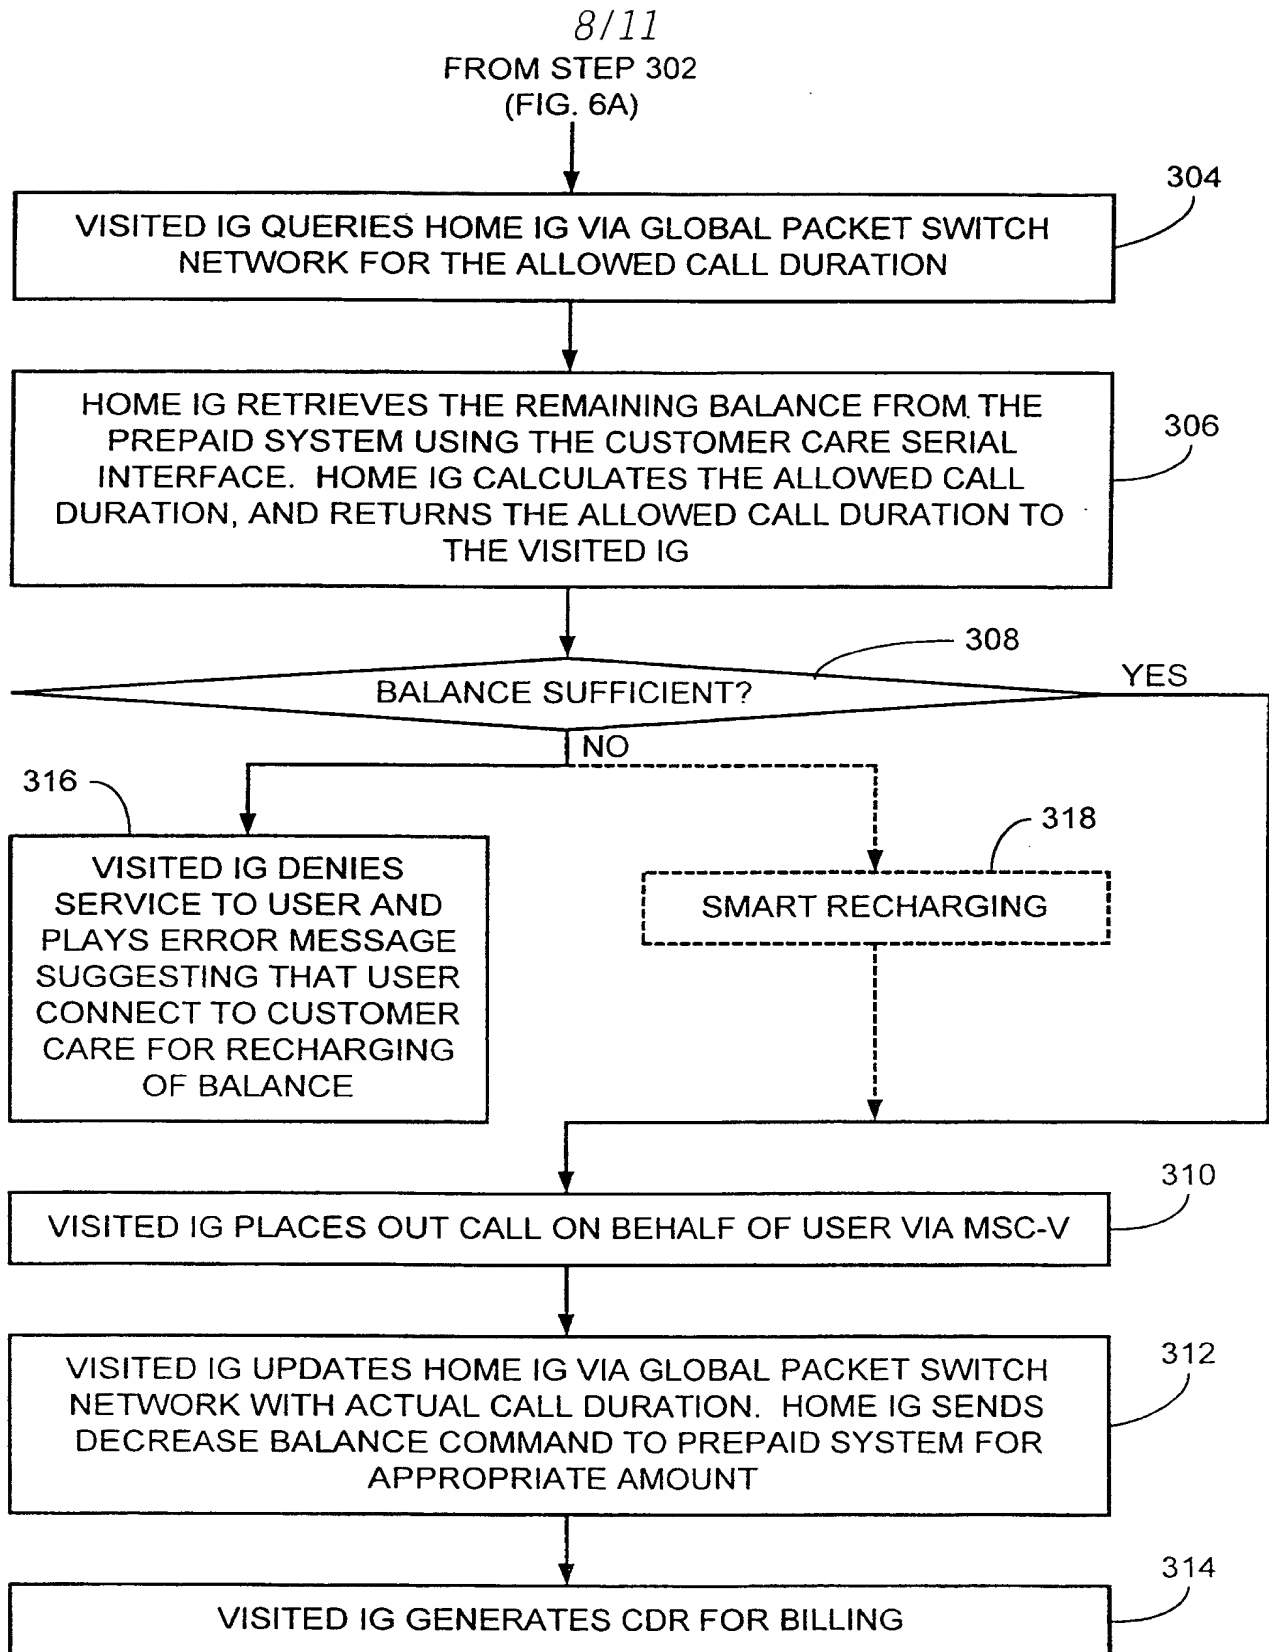 8/11
FROM STEP 302
(FIG. 6A)
304
VISITED IG QUERIES HOME IG VIA GLOBAL PACKET SWITCH
NETWORK FOR THE ALLOWED CALL DURATION
HOME IG RETRIEVES THE REMAINING BALANCE FROM THE
PREPAID SYSTEM USING THE CUSTOMER CARE SERIAL
INTERFACE. HOME IG CALCULATES THE ALLOWED CALL
DURATION, AND RETURNS THE ALLOWED CALL DURATION TO
THE VISITED IG
306
308
BALANCE SUFFICIENT?
YES
NO
316
VISITED IG DENIES
SERVICE TO USER AND
PLAYS ERROR MESSAGE
SUGGESTING THAT USER
CONNECT TO CUSTOMER
CARE FOR RECHARGING
OF BALANCE
318
SMART RECHARGING
310
VISITED IG PLACES OUT CALL ON BEHALF OF USER VIA MSC-V
312
VISITED IG UPDATES HOME IG VIA GLOBAL PACKET SWITCH
NETWORK WITH ACTUAL CALL DURATION. HOME IG SENDS
DECREASE BALANCE COMMAND TO PREPAID SYSTEM FOR
APPROPRIATE AMOUNT
314
VISITED IG GENERATES CDR FOR BILLING